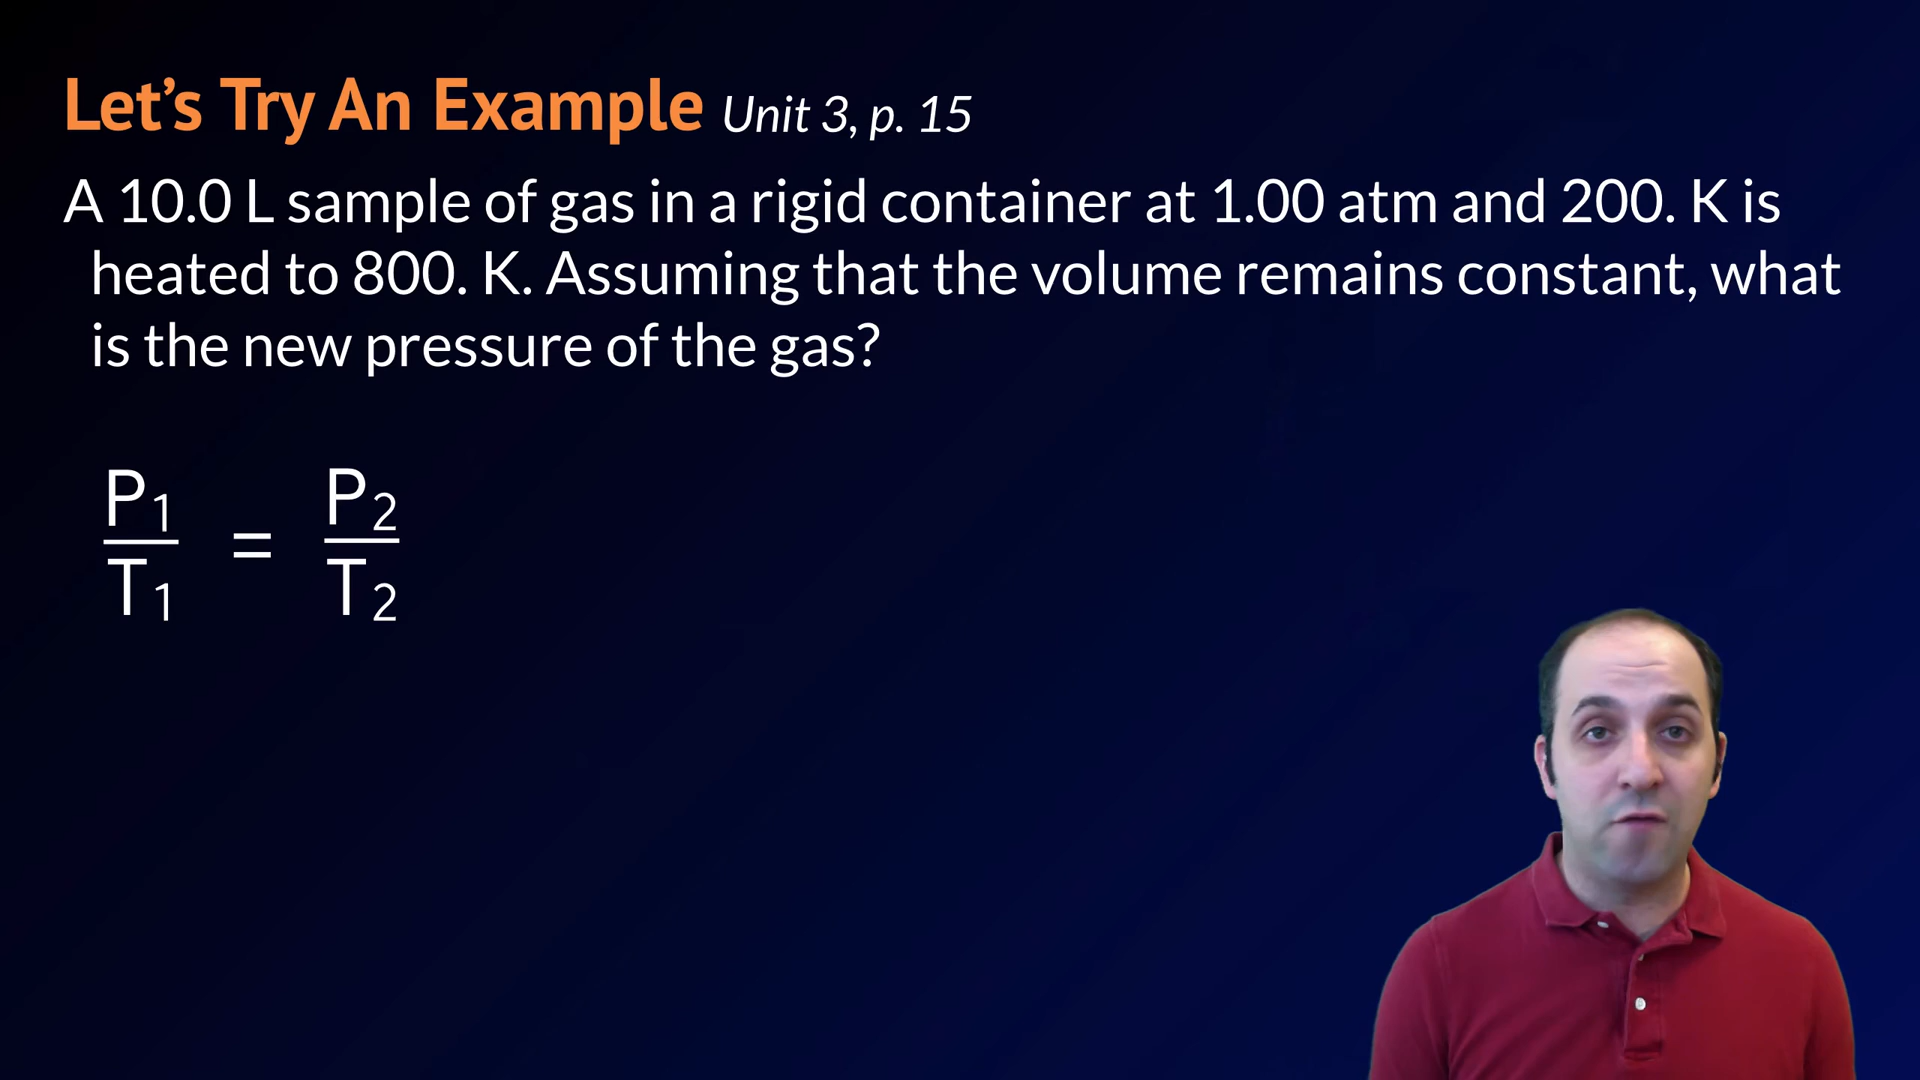 Let’s Try An Example Unit 3, p. 15
A 10.0 L sample of gas in a rigid container at 1.00 atm and 200. K is
heated to 800. K. Assuming that the volume remains constant, what
is the new pressure of the gas?
P1 = P2
T1 T2